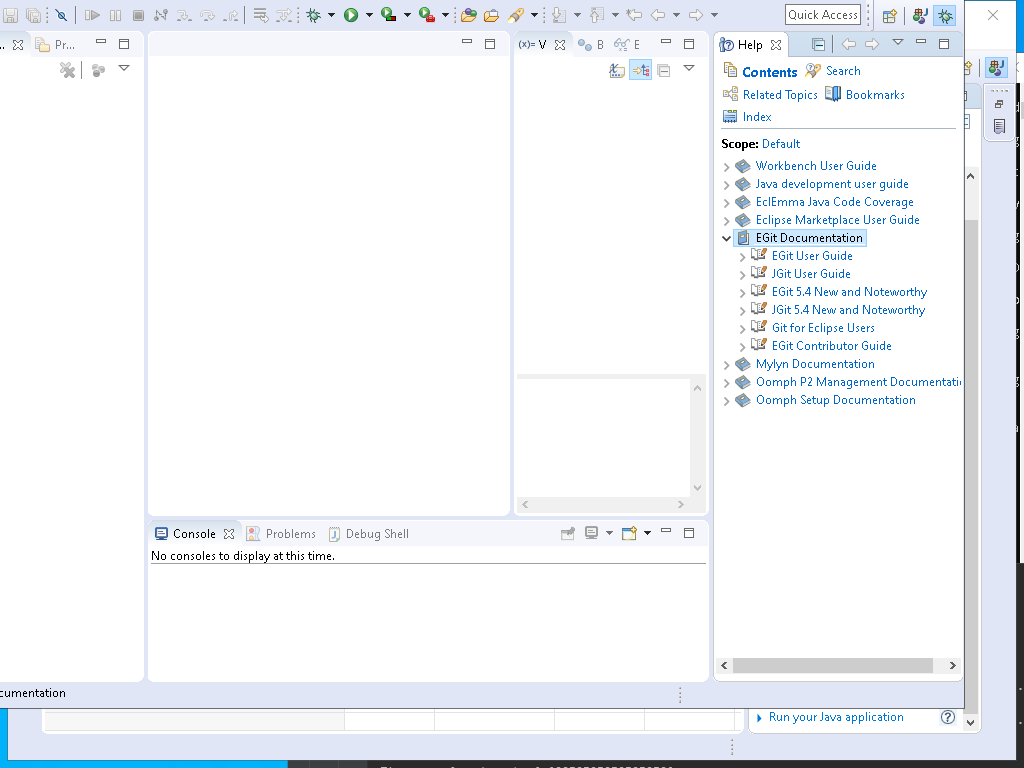 Quick Access
Pr...
(x)= V
B
E
Help
Contents
Search
Related Topics
Bookmarks
Index
Scope: Default
Workbench User Guide
Java development user guide
EclEmma Java Code Coverage
Eclipse Marketplace User Guide
EGit Documentation
EGit User Guide
JGit User Guide
EGit 5.4 New and Noteworthy
JGit 5.4 New and Noteworthy
Git for Eclipse Users
EGit Contributor Guide
Mylyn Documentation
Oomph P2 Management Documentati
Oomph Setup Documentation
Console
Problems
Debug Shell
No consoles to display at this time.
cumentation
Run your Java application